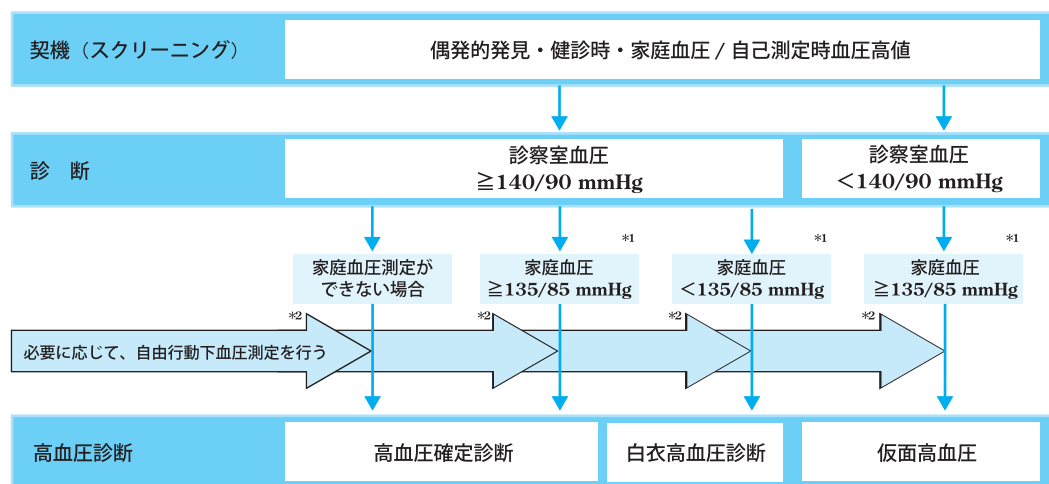 契機（スクリーニング）
偶発的発見・健診時・家庭血圧 / 自己測定時血圧高値
診　断
診察室血圧
≧140/90 mmHg
診察室血圧
＜140/90 mmHg
家庭血圧測定が
できない場合
*1
家庭血圧
≧135/85 mmHg
*1
家庭血圧
＜135/85 mmHg
*1
家庭血圧
≧135/85 mmHg
*2
*2
*2
*2
必要に応じて、自由行動下血圧測定を行う
高血圧診断
高血圧確定診断
白衣高血圧診断
仮面高血圧